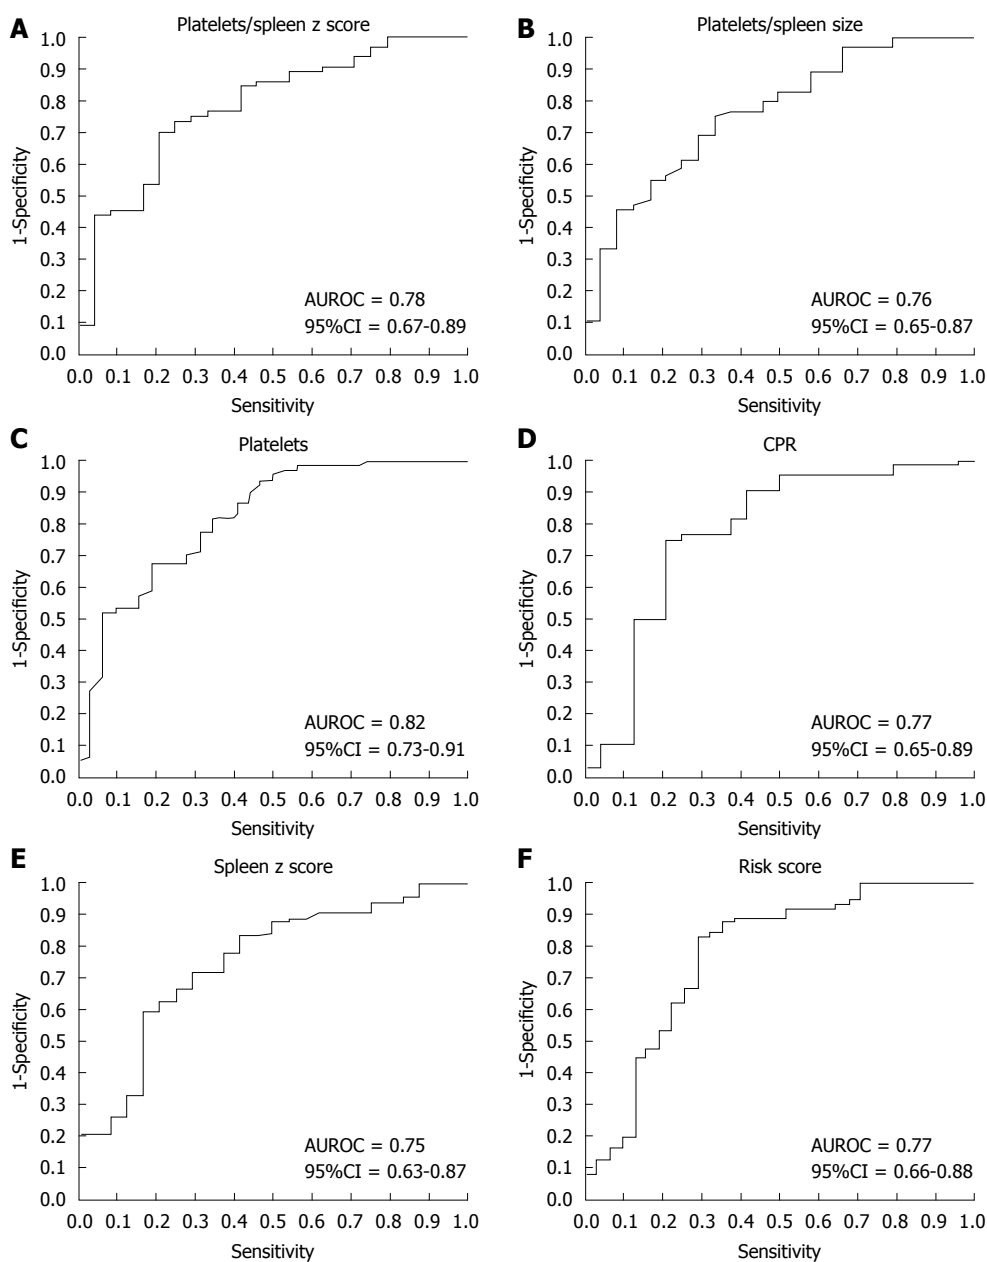 A
Platelets/spleen z score
1.0
0.9
0.8
0.7
0.6
0.5
0.4
0.3
0.2
0.1
0.0
1-Specificity
AUROC = 0.78
95%CI = 0.67-0.89
0.0 0.1 0.2 0.3 0.4 0.5 0.6 0.7 0.8 0.9 1.0
Sensitivity
B
Platelets/spleen size
1.0
0.9
0.8
0.7
0.6
0.5
0.4
0.3
0.2
0.1
0.0
1-Specificity
AUROC = 0.76
95%CI = 0.65-0.87
0.0 0.1 0.2 0.3 0.4 0.5 0.6 0.7 0.8 0.9 1.0
Sensitivity
C
Platelets
1.0
0.9
0.8
0.7
0.6
0.5
0.4
0.3
0.2
0.1
0.0
1-Specificity
AUROC = 0.82
95%CI = 0.73-0.91
0.0 0.1 0.2 0.3 0.4 0.5 0.6 0.7 0.8 0.9 1.0
Sensitivity
D
CPR
1.0
0.9
0.8
0.7
0.6
0.5
0.4
0.3
0.2
0.1
0.0
1-Specificity
AUROC = 0.77
95%CI = 0.65-0.89
0.0 0.1 0.2 0.3 0.4 0.5 0.6 0.7 0.8 0.9 1.0
Sensitivity
E
Spleen z score
1.0
0.9
0.8
0.7
0.6
0.5
0.4
0.3
0.2
0.1
0.0
1-Specificity
AUROC = 0.75
95%CI = 0.63-0.87
0.0 0.1 0.2 0.3 0.4 0.5 0.6 0.7 0.8 0.9 1.0
Sensitivity
F
Risk score
1.0
0.9
0.8
0.7
0.6
0.5
0.4
0.3
0.2
0.1
0.0
1-Specificity
AUROC = 0.77
95%CI = 0.66-0.88
0.0 0.1 0.2 0.3 0.4 0.5 0.6 0.7 0.8 0.9 1.0
Sensitivity